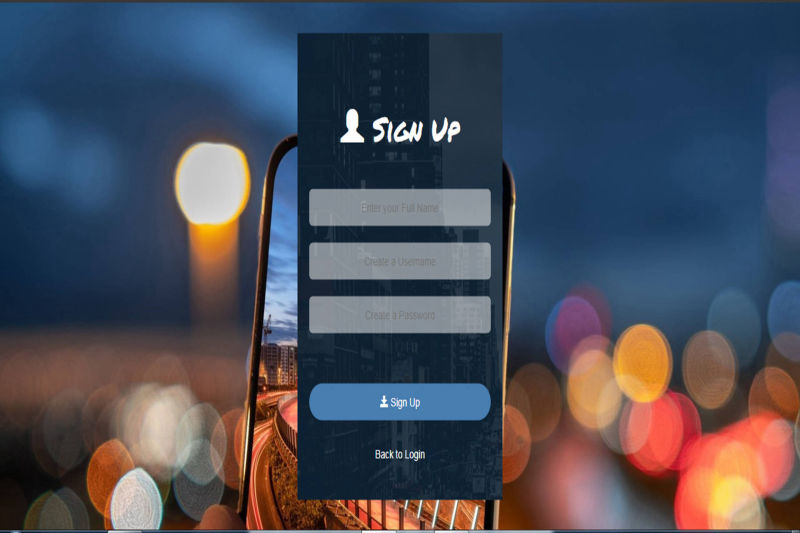 Sign Up
Enter your Full Name
Create a Username
Create a Password
Sign Up
Back to Login